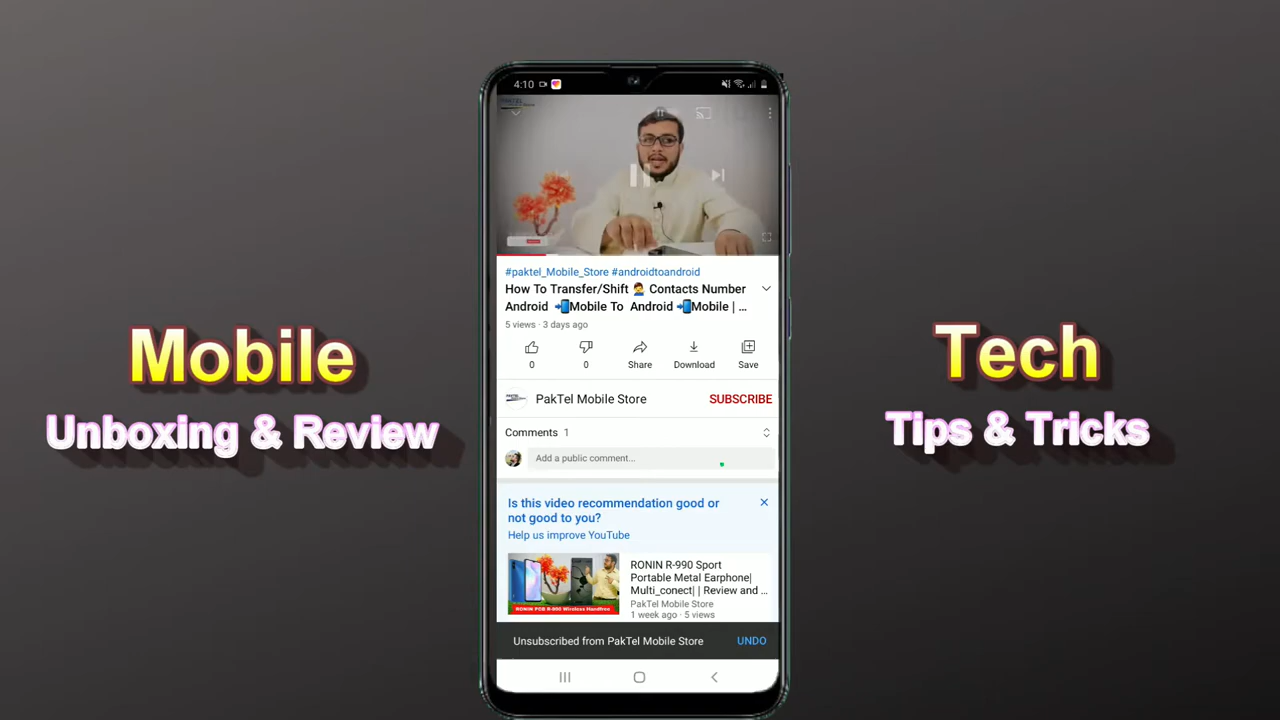 4:10
#paktel_Mobile_Store #androidtoandroid
How To Transfer/Shift 🙍 Contacts Number
Android 📲Mobile To Android 📲Mobile | ...
5 views · 3 days ago
0
0
Share
Download
Save
PakTel Mobile Store
SUBSCRIBE
Comments 1
Add a public comment...
Is this video recommendation good or
not good to you?
Help us improve YouTube
RONIN R-990 Sport
Portable Metal Earphone|
Multi_conect| | Review and ...
PakTel Mobile Store
1 week ago · 5 views
Unsubscribed from PakTel Mobile Store
UNDO
Mobile
Unboxing & Review
Tech
Tips & Tricks